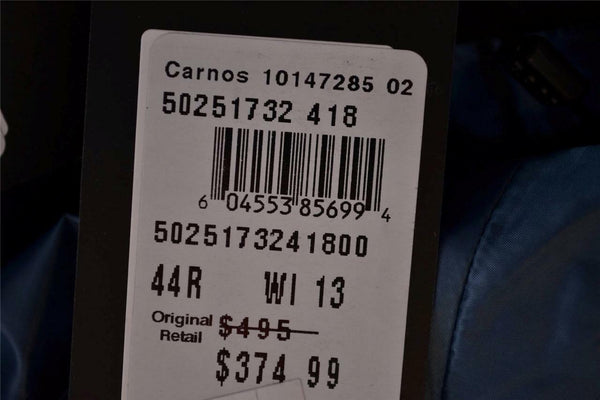 Carnos 10147285 02
50251732 418
6 04553 85699 4
5025173241800
44R WI 13
Original Retail $495
$374 99